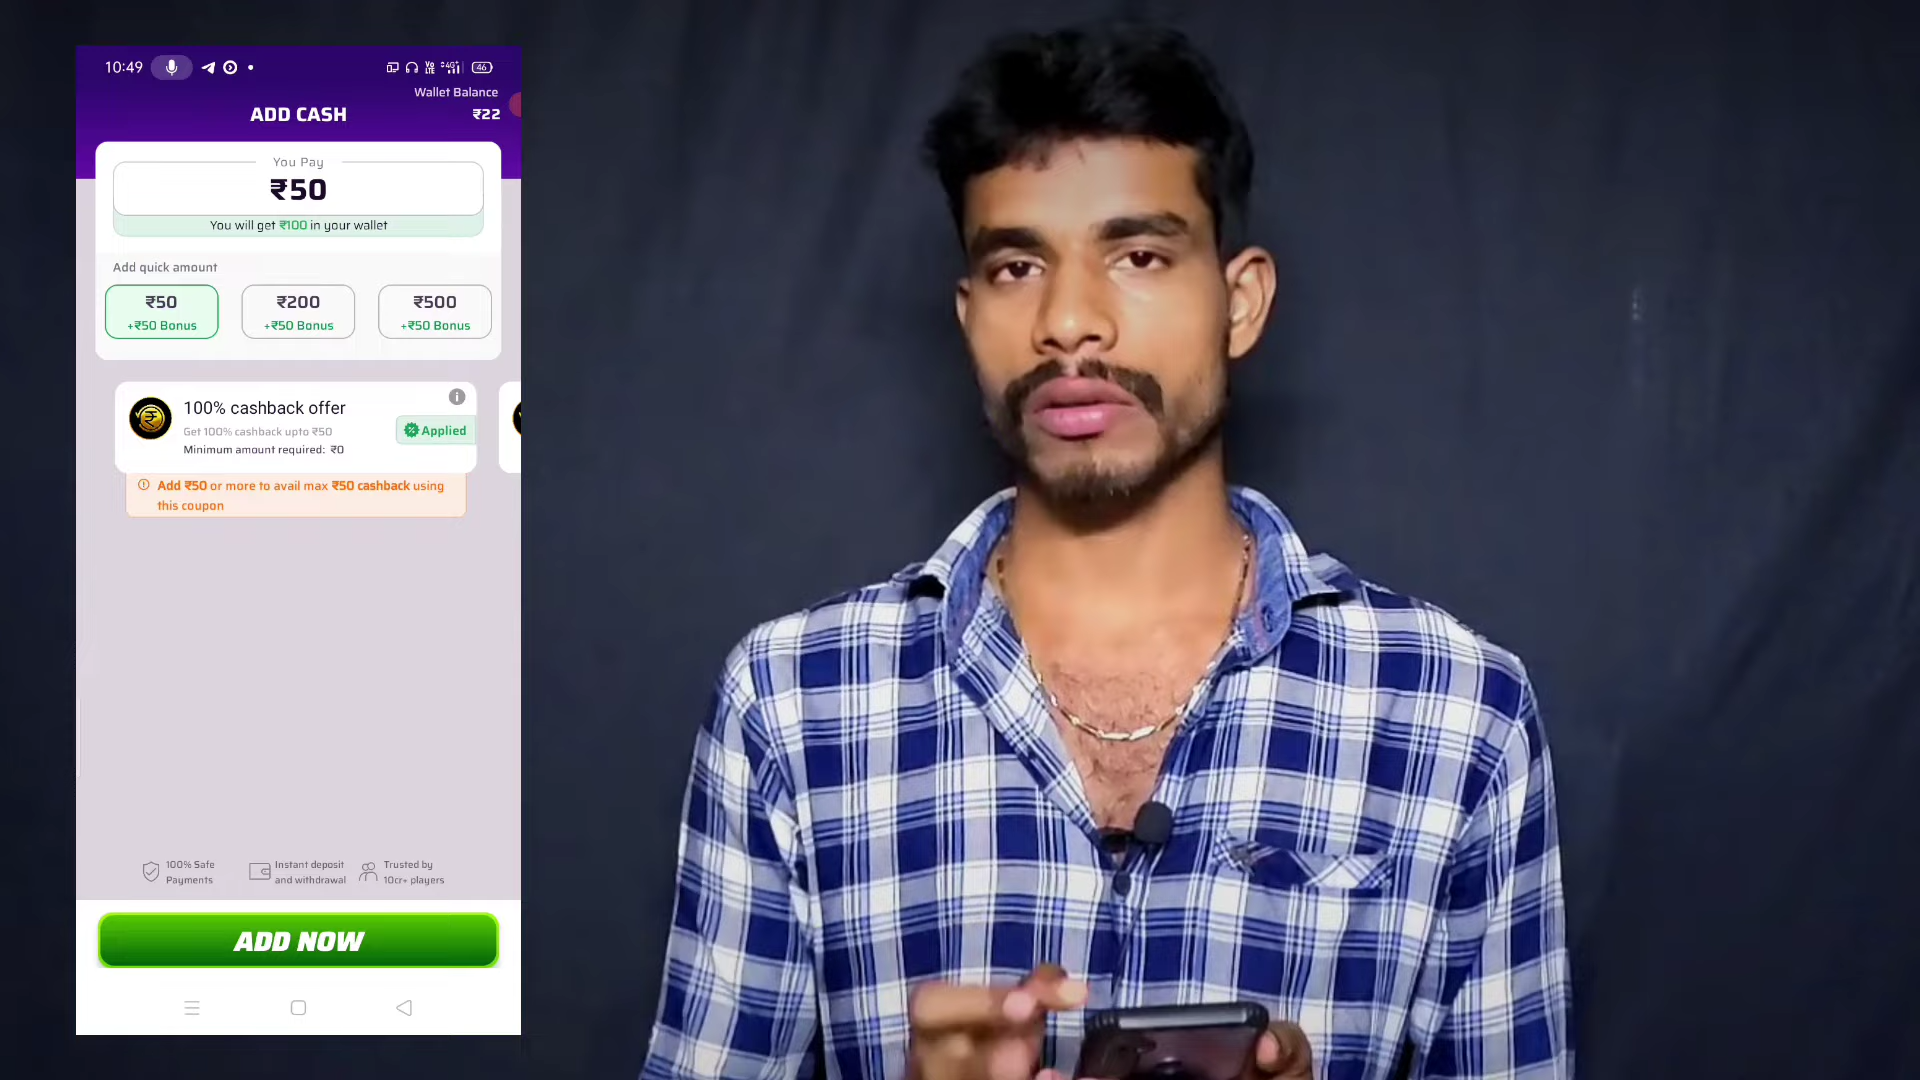 10:49
46
Wallet Balance
ADD CASH
₹22
You Pay
₹50
You will get ₹100 in your wallet
Add quick amount
₹50
+₹50 Bonus
₹200
+₹50 Bonus
₹500
+₹50 Bonus
100% cashback offer
Get 100% cashback upto ₹50
Applied
Minimum amount required: ₹0
Add ₹50 or more to avail max ₹50 cashback using
this coupon
100% Safe
Payments
Instant deposit
and withdrawal
Trusted by
10cr+ players
ADD NOW